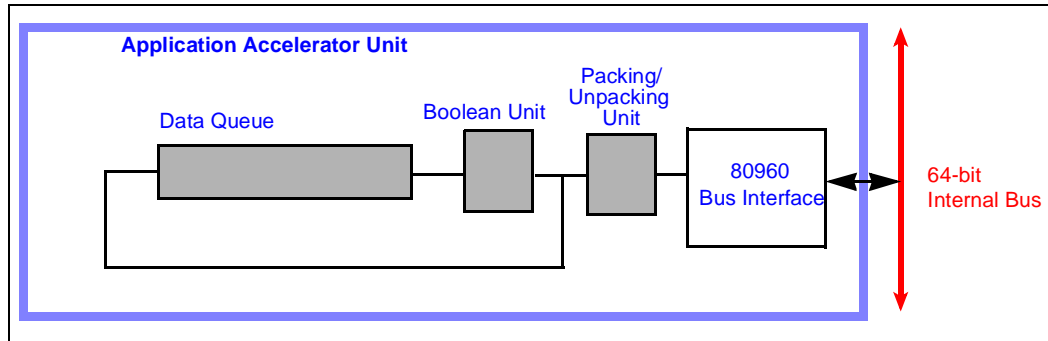 Application Accelerator Unit
Data Queue
Boolean Unit
Packing/
Unpacking
Unit
80960
Bus Interface
64-bit
Internal Bus